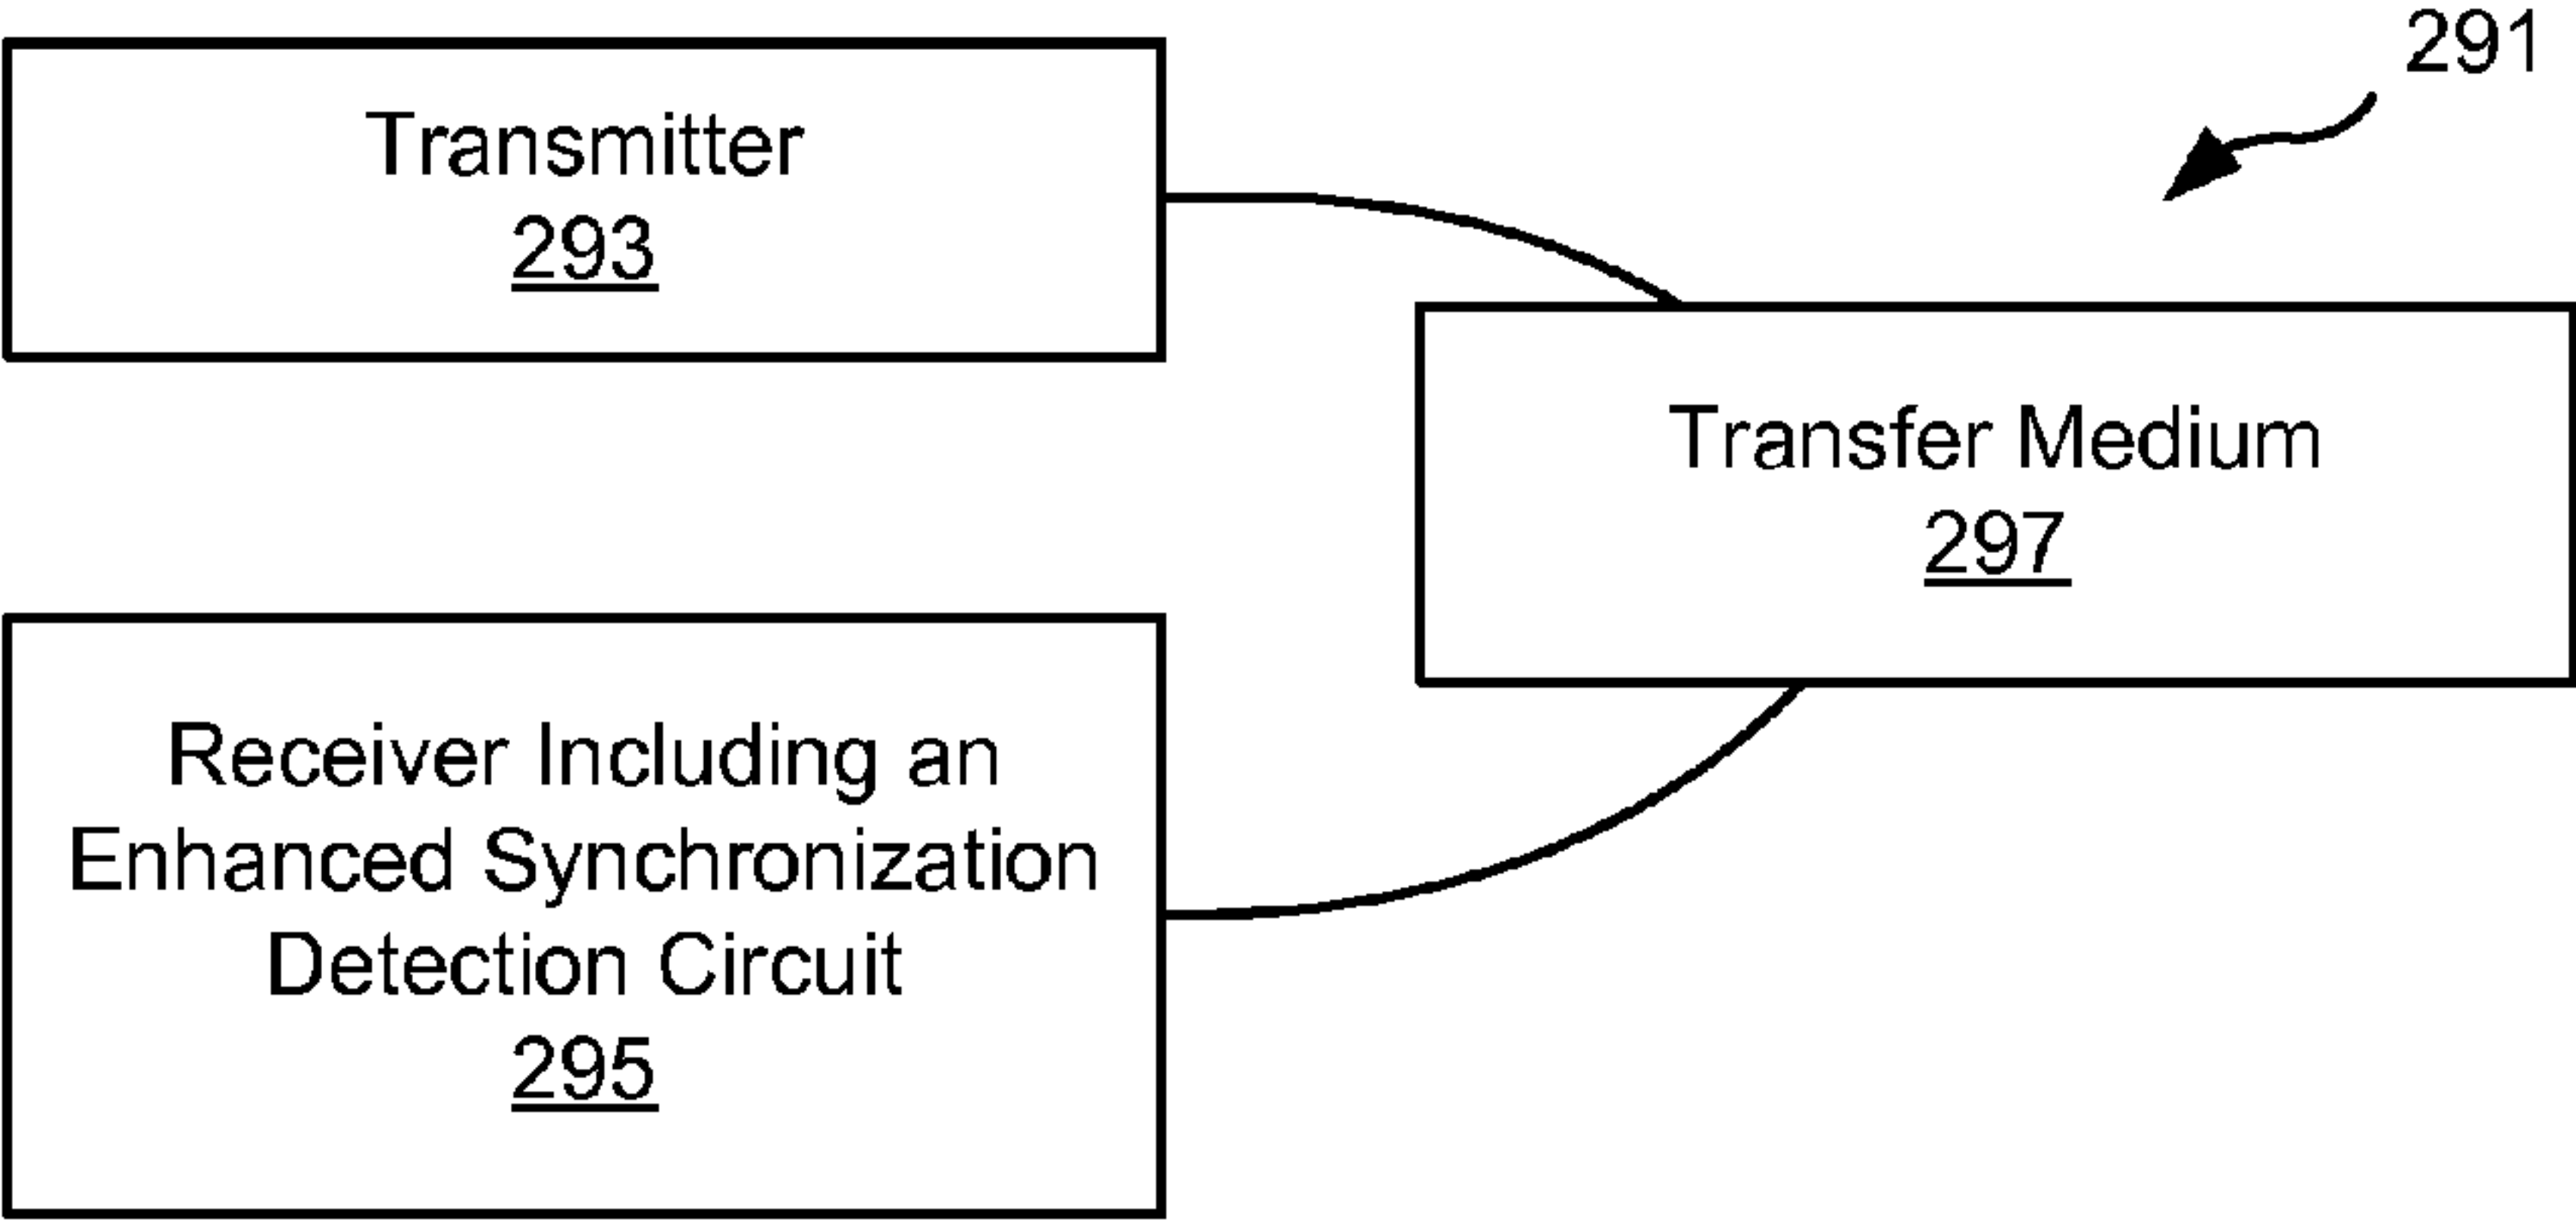 291
Transmitter
293
Transfer Medium
297
Receiver Including an
Enhanced Synchronization
Detection Circuit
295